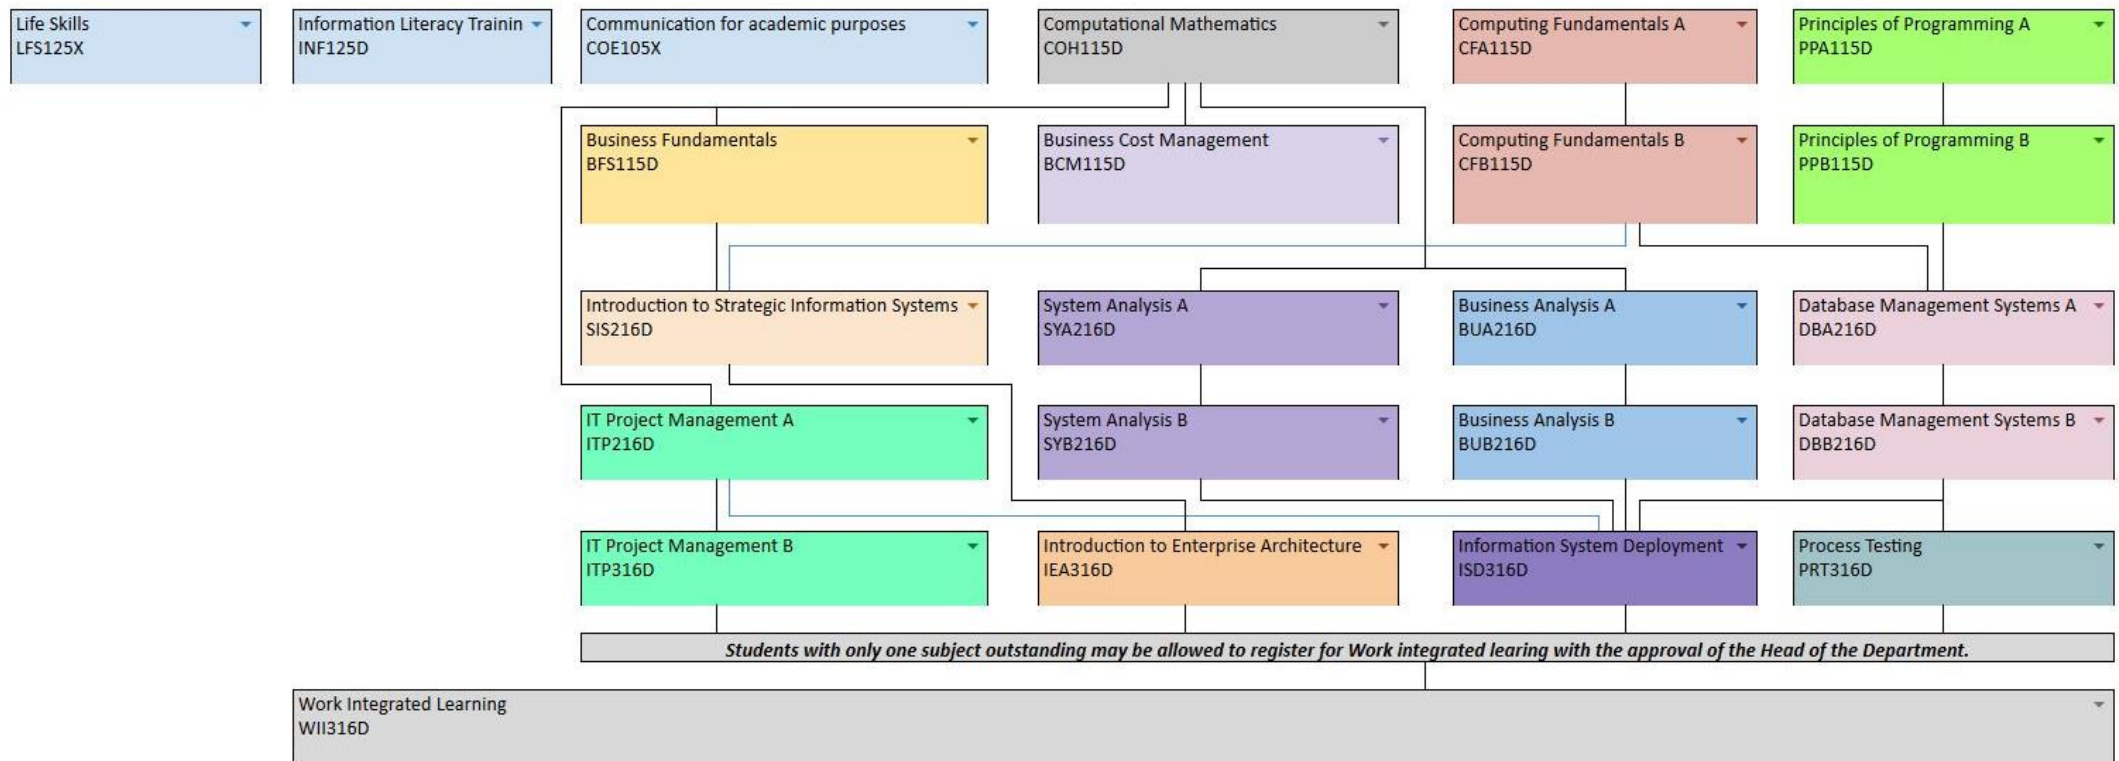 Life Skills
LFS125X
Information Literacy Trainin
INF125D
Communication for academic purposes
COE105X
Computational Mathematics
COH115D
Computing Fundamentals A
CFA115D
Principles of Programming A
PPA115D
Business Fundamentals
BFS115D
Business Cost Management
BCM115D
Computing Fundamentals B
CFB115D
Principles of Programming B
PPB115D
Introduction to Strategic Information Systems
SIS216D
System Analysis A
SYA216D
Business Analysis A
BUA216D
Database Management Systems A
DBA216D
IT Project Management A
ITP216D
System Analysis B
SYB216D
Business Analysis B
BUB216D
Database Management Systems B
DBB216D
IT Project Management B
ITP316D
Introduction to Enterprise Architecture
IEA316D
Information System Deployment
ISD316D
Process Testing
PRT316D
Students with only one subject outstanding may be allowed to register for Work integrated learing with the approval of the Head of the Department.
Work Integrated Learning
WII316D